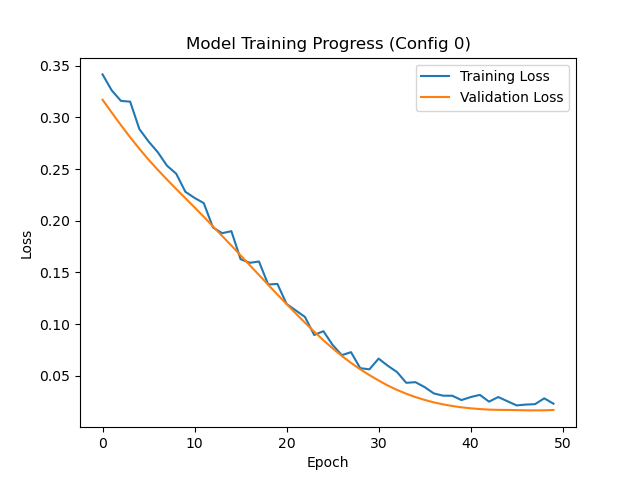 Model Training Progress (Config 0)
Training Loss
Validation Loss
0.35
0.30
0.25
0.20
0.15
0.10
0.05
Loss
0 10 20 30 40 50
Epoch